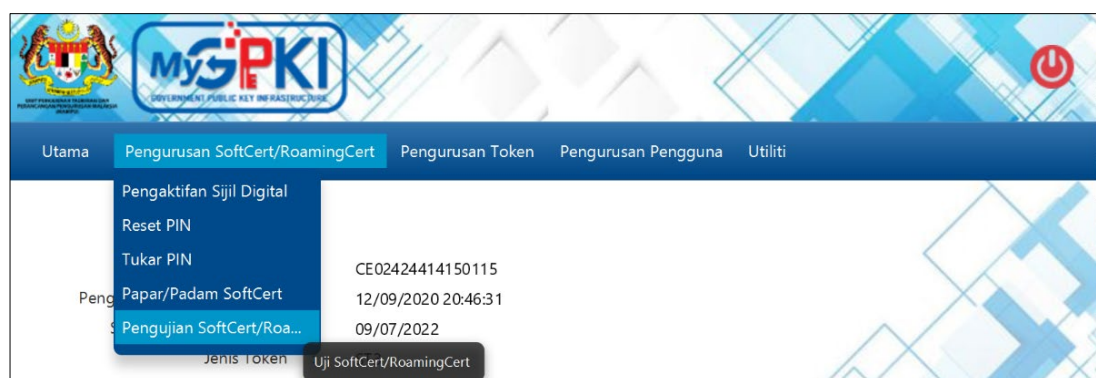 MyGPKI
GOVERNMENT PUBLIC KEY INFRASTRUCTURE
Utama
Pengurusan SoftCert/RoamingCert
Pengurusan Token
Pengurusan Pengguna
Utiliti
Pengaktifan Sijil Digital
Reset PIN
Tukar PIN
Papar/Padam SoftCert
Pengujian SoftCert/Roa...
CE02424414150115
Peng
12/09/2020 20:46:31
09/07/2022
Jenis Token
Uji SoftCert/RoamingCert